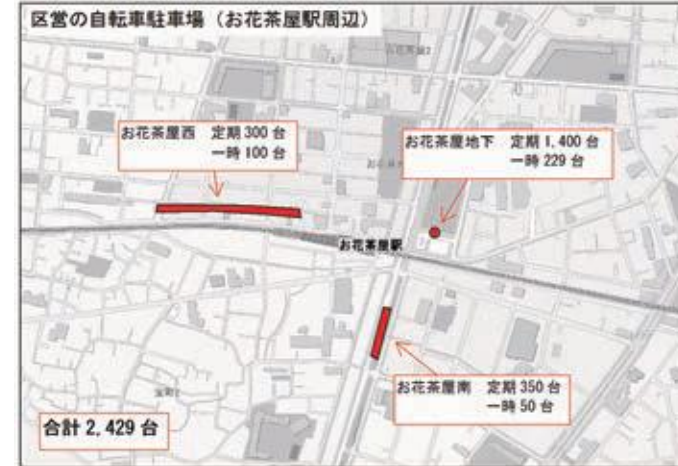 区営の自転車駐車場（お花茶屋駅周辺）
お花茶屋西　定期 300 台
一時 100 台
お花茶屋地下　定期 1,400 台
一時 229 台
お花茶屋駅
お花茶屋南　定期 350 台
一時 50 台
合計 2,429 台